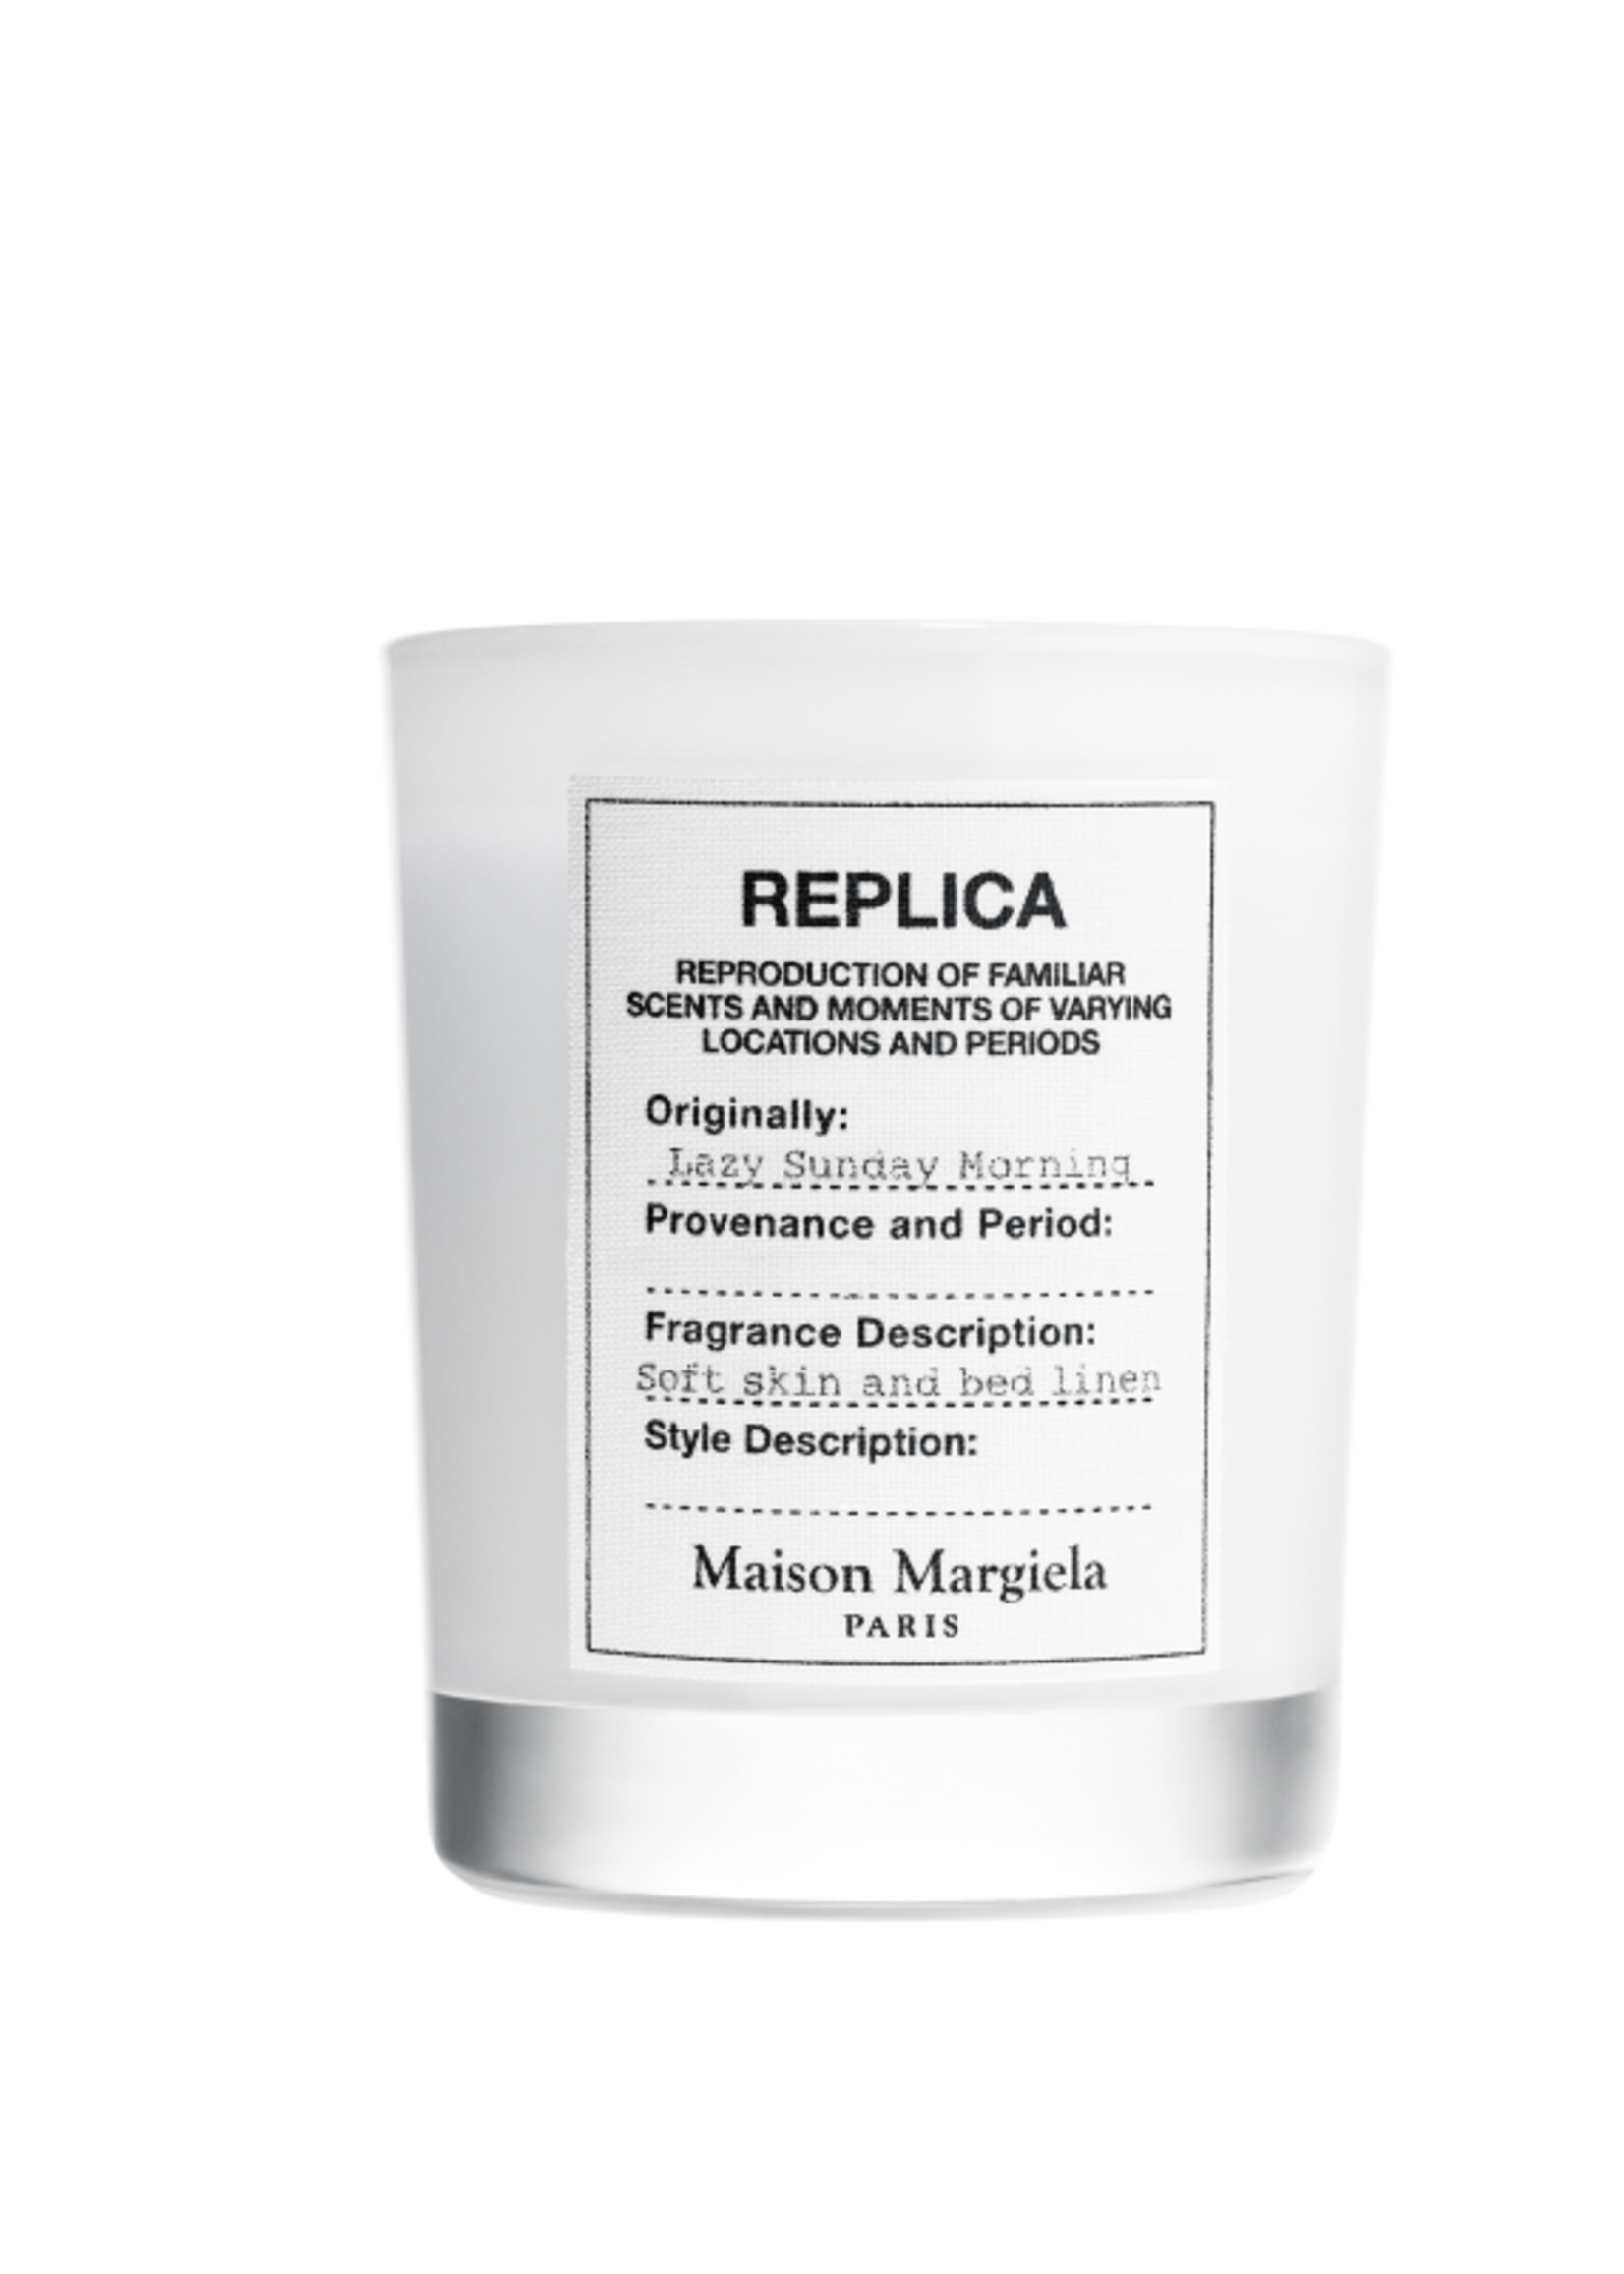 REPLICA
REPRODUCTION OF FAMILIAR
SCENTS AND MOMENTS OF VARYING
LOCATIONS AND PERIODS
Originally:
Lazy Sunday Morning
Provenance and Period:
Fragrance Description:
Soft skin and bed linen
Style Description:
Maison Margiela
PARIS